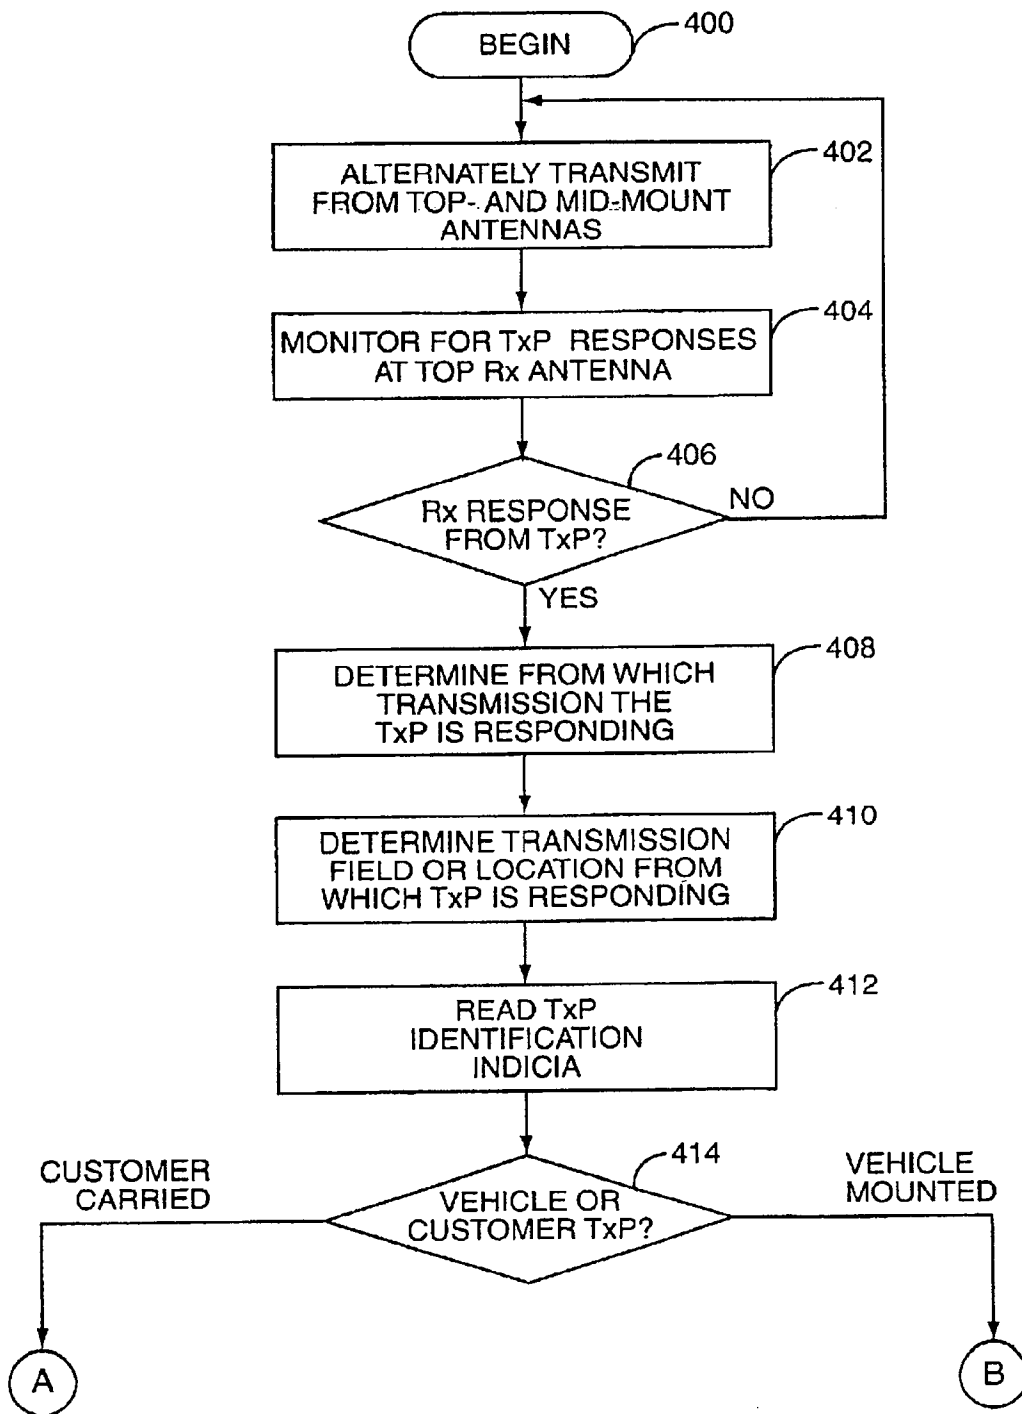 BEGIN
400
ALTERNATELY TRANSMIT
FROM TOP- AND MID-MOUNT
ANTENNAS
402
MONITOR FOR TxP RESPONSES
AT TOP Rx ANTENNA
404
Rx RESPONSE
FROM TxP?
406
NO
YES
DETERMINE FROM WHICH
TRANSMISSION THE
TxP IS RESPONDING
408
DETERMINE TRANSMISSION
FIELD OR LOCATION FROM
WHICH TxP IS RESPONDING
410
READ TxP
IDENTIFICATION
INDICIA
412
VEHICLE OR
CUSTOMER TxP?
414
CUSTOMER
CARRIED
VEHICLE
MOUNTED
A
B